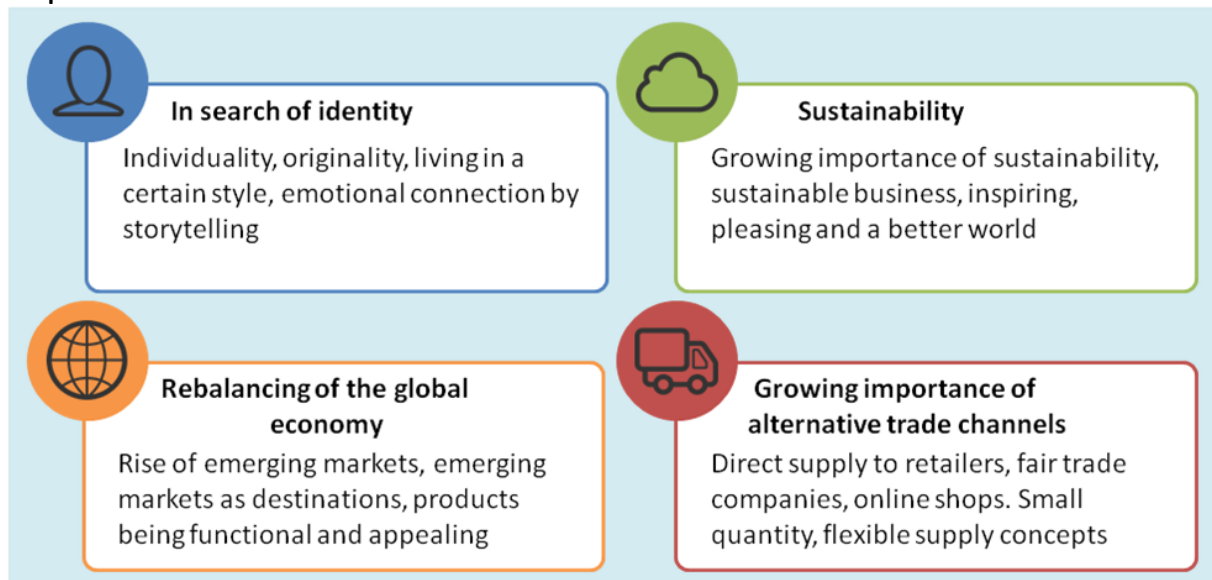 In search of identity
Individuality, originality, living in a
certain style, emotional connection by
storytelling
Sustainability
Growing importance of sustainability,
sustainable business, inspiring,
pleasing and a better world
Rebalancing of the global
economy
Rise of emerging markets, emerging
markets as destinations, products
being functional and appealing
Growing importance of
alternative trade channels
Direct supply to retailers, fair trade
companies, online shops. Small
quantity, flexible supply concepts